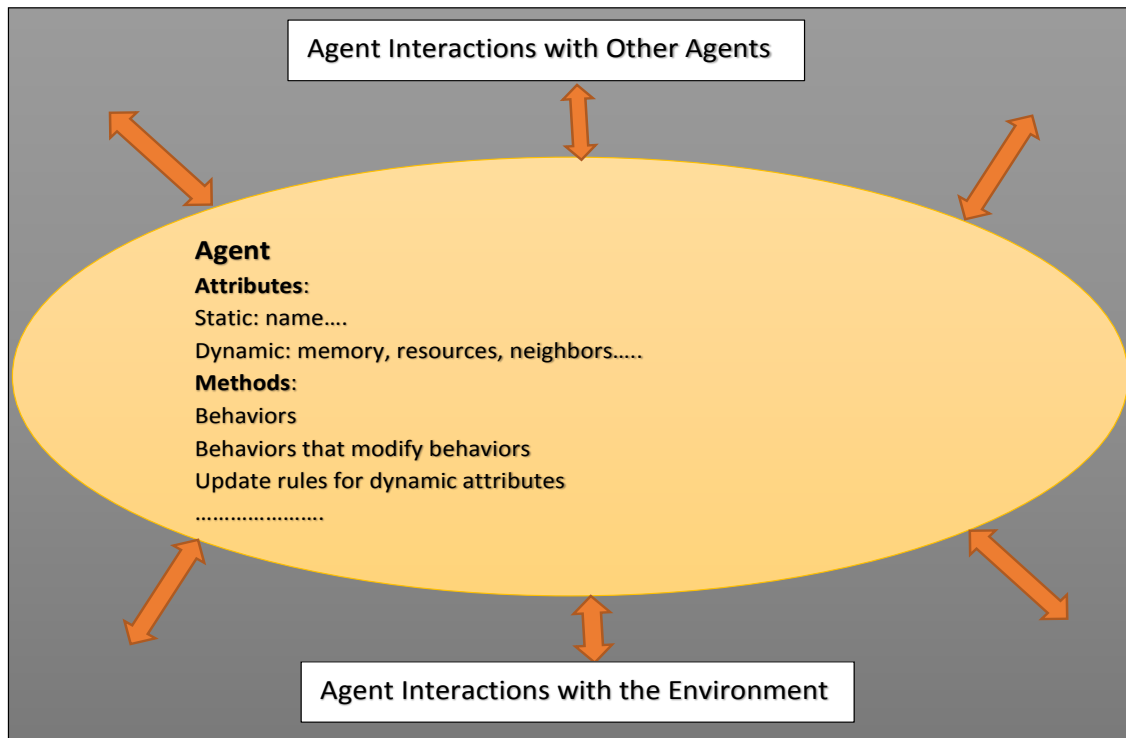 Agent Interactions with Other Agents
Agent
Attributes:
Static: name….
Dynamic: memory, resources, neighbors…..
Methods:
Behaviors
Behaviors that modify behaviors
Update rules for dynamic attributes
………………….
Agent Interactions with the Environment